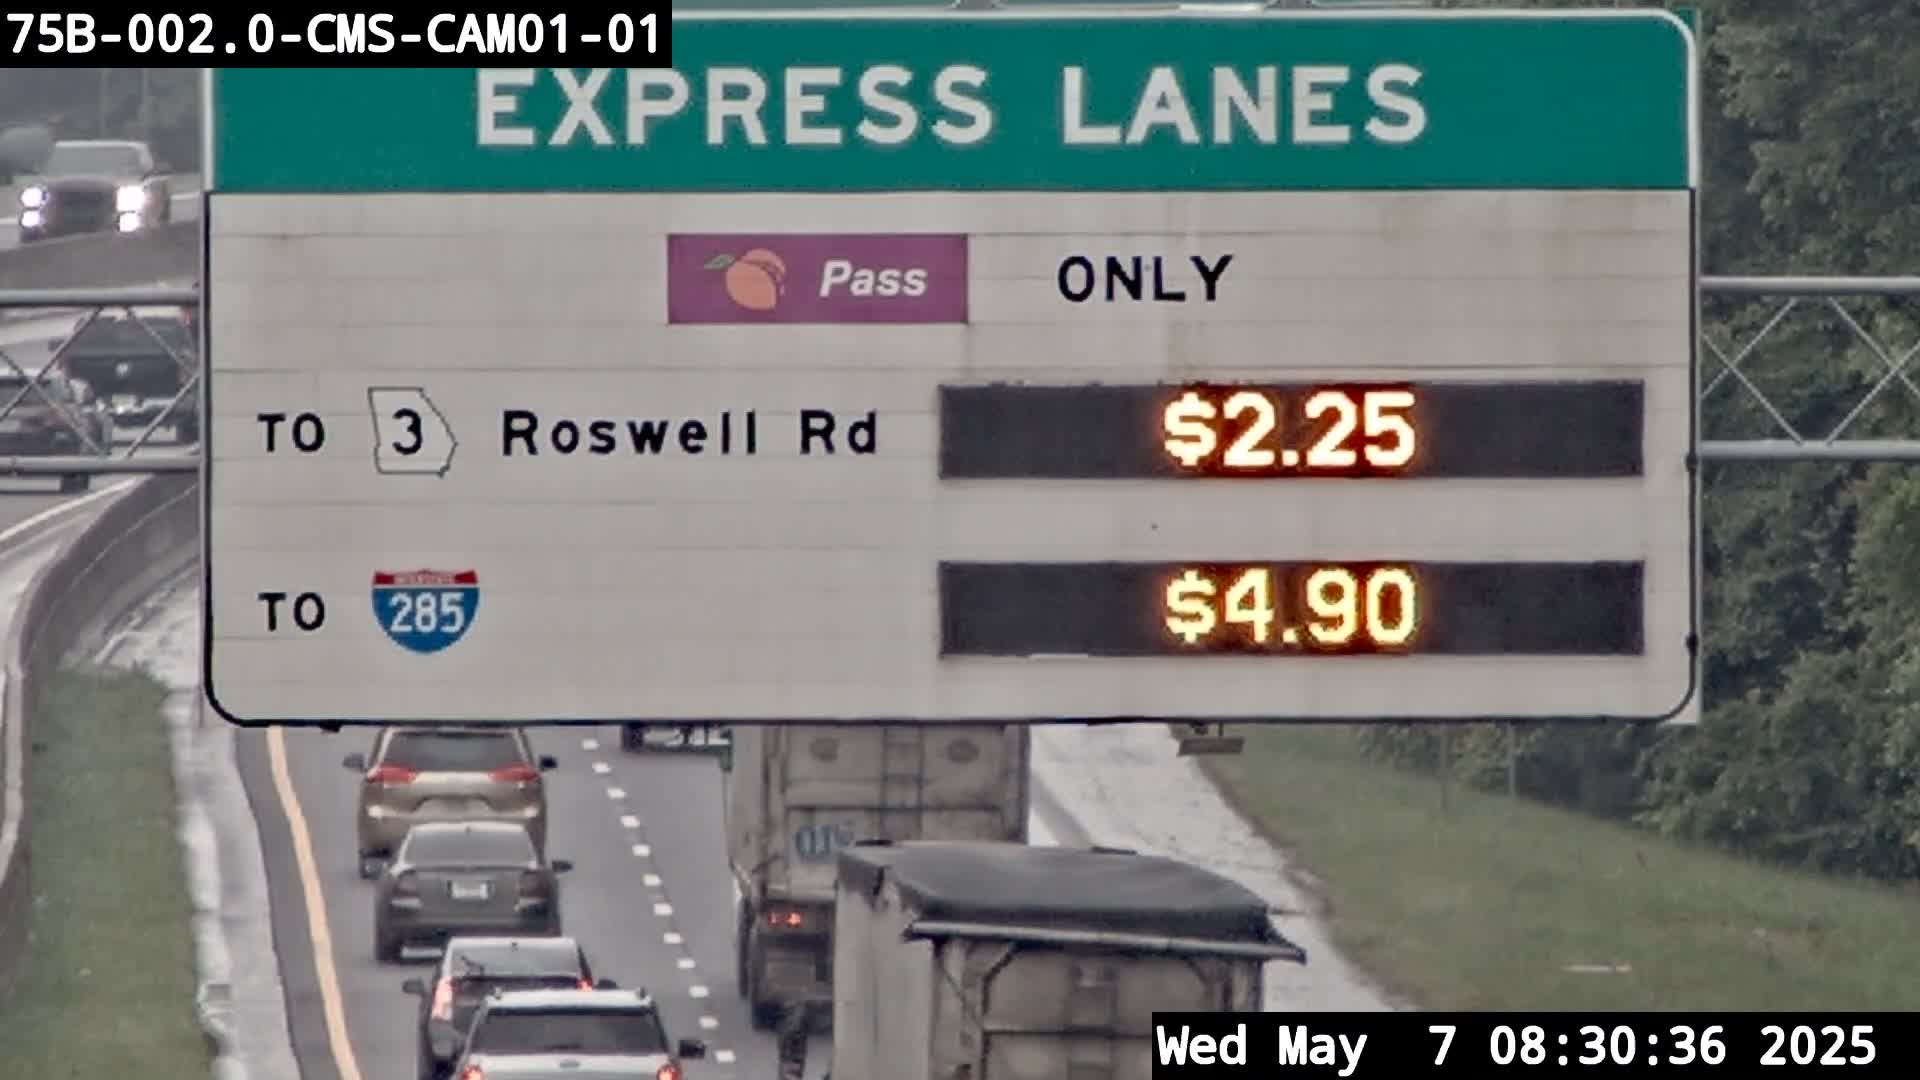 75B-002.0-CMS-CAM01-01
EXPRESS LANES
Pass ONLY
TO 3 Roswell Rd $2.25
INTERSTATE
TO 285 $4.90
Wed May 7 08:30:36 2025